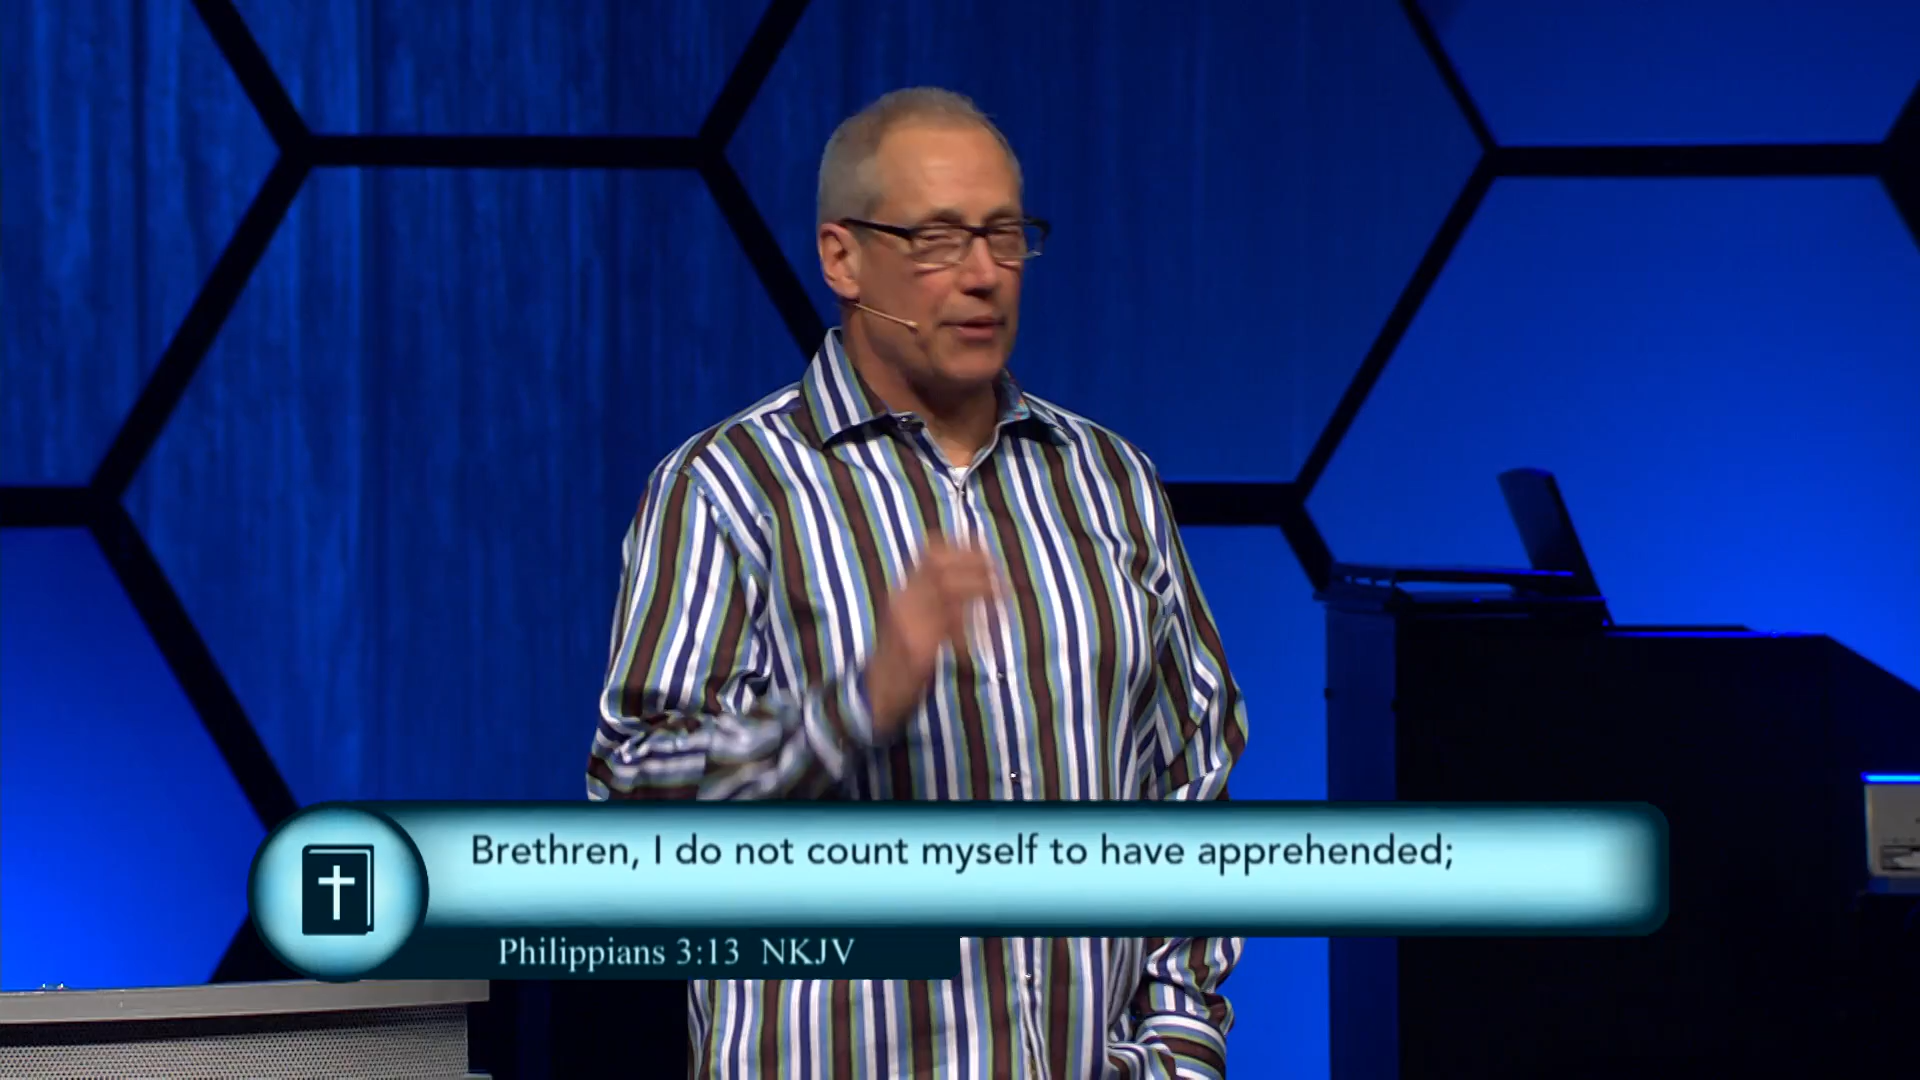 Brethren, I do not count myself to have apprehended;
Philippians 3:13 NKJV